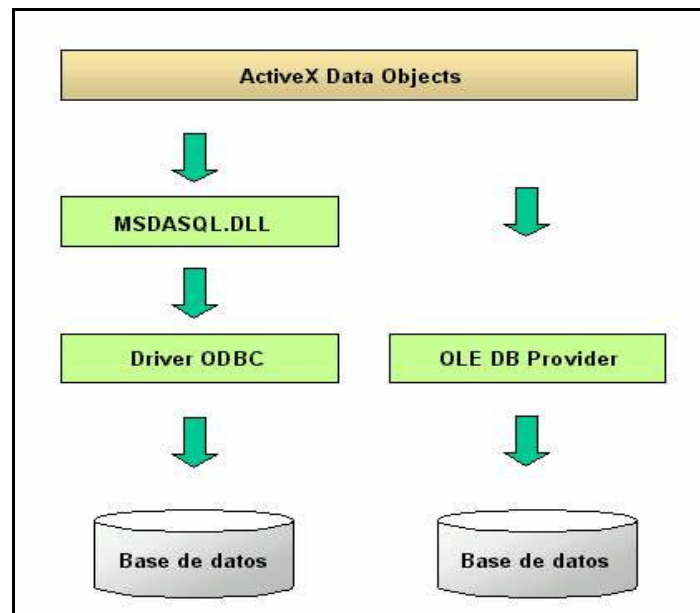 ActiveX Data Objects
MSDASQL.DLL
Driver ODBC
OLE DB Provider
Base de datos
Base de datos